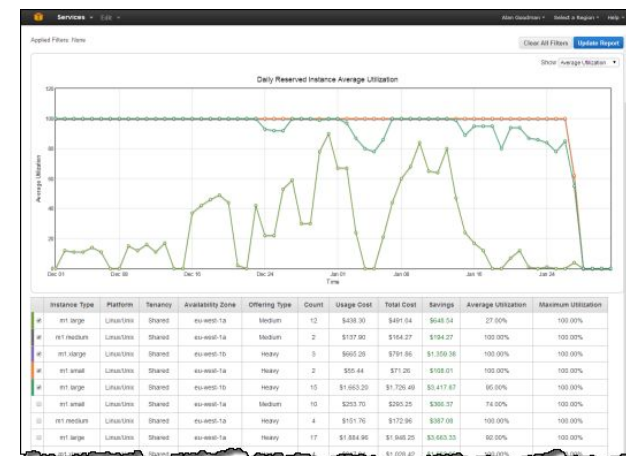 Services Edit Alan Goodman Select a Region Help
Applied Filters: None Clear All Filters Update Report
Show: Average Utilization
Daily Reserved Instance Average Utilization
120
100
80
60
40
20
Average Utilization
Dec 01 Dec 08 Dec 16 Dec 24 Jan 01 Jan 08 Jan 16 Jan 24
Time
Instance Type Platform Tenancy Availability Zone Offering Type Count Usage Cost Total Cost Savings Average Utilization Maximum Utilization
m1.large Linux/Unix Shared eu-west-1a Medium 12 $438.30 $491.04 $648.54 27.00% 100.00%
m1.medium Linux/Unix Shared eu-west-1a Medium 2 $137.90 $164.27 $194.27 100.00% 100.00%
m1.xlarge Linux/Unix Shared eu-west-1b Heavy 3 $665.28 $791.86 $1,359.38 100.00% 100.00%
m1.small Linux/Unix Shared eu-west-1a Heavy 2 $55.44 $71.26 $108.01 100.00% 100.00%
m1.large Linux/Unix Shared eu-west-1b Heavy 15 $1,663.20 $1,726.49 $3,417.67 95.00% 100.00%
m1.small Linux/Unix Shared eu-west-1a Medium 10 $253.70 $293.25 $366.37 74.00% 100.00%
m1.medium Linux/Unix Shared eu-west-1a Heavy 4 $151.76 $172.96 $387.08 100.00% 100.00%
m1.large Linux/Unix Shared eu-west-1a Heavy 17 $1,884.96 $1,948.25 $3,663.33 92.00% 100.00%